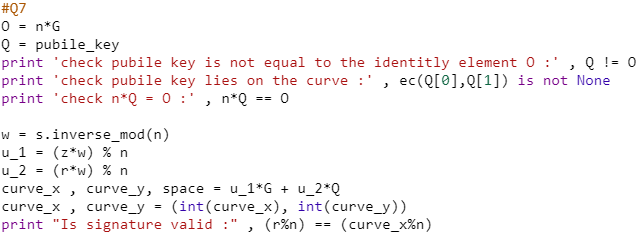 #Q7
O = n*G
Q = pubile_key
print 'check pubile key is not equal to the identitly element O :' , Q != O
print 'check pubile key lies on the curve :' , ec(Q[0],Q[1]) is not None
print 'check n*Q = O :' , n*Q == O
w = s.inverse_mod(n)
u_1 = (z*w) % n
u_2 = (r*w) % n
curve_x , curve_y, space = u_1*G + u_2*Q
curve_x , curve_y = (int(curve_x), int(curve_y))
print "Is signature valid :" , (r%n) == (curve_x%n)